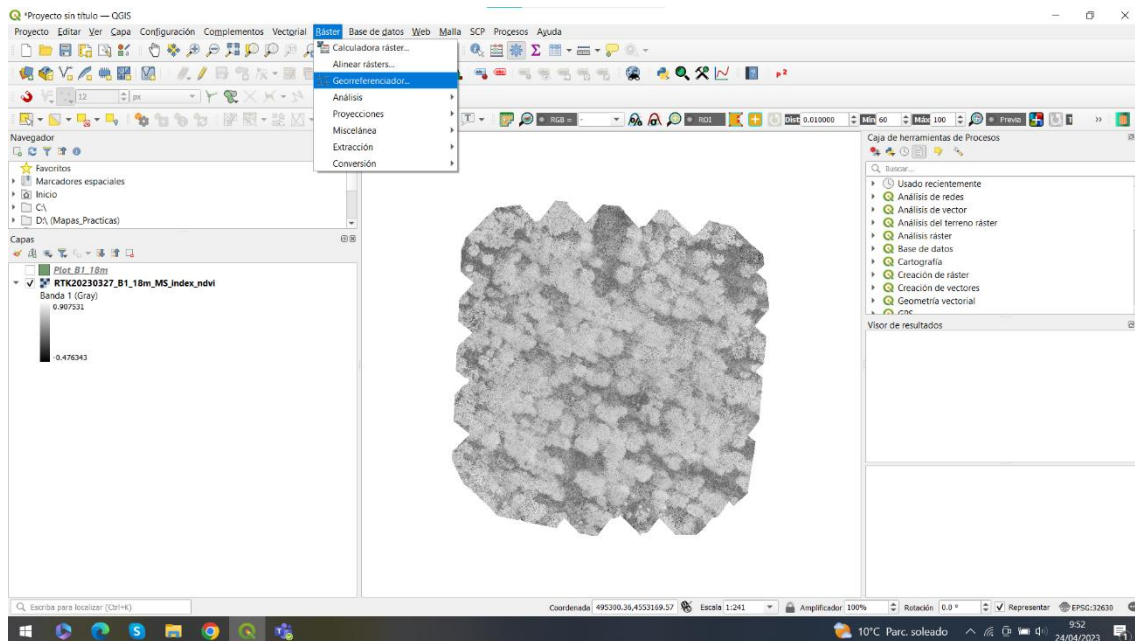 *Proyecto sin título — QGIS
Proyecto Editar Ver Capa Configuración Complementos Vectorial Ráster Base de datos Web Malla SCP Procesos Ayuda
Calculadora ráster...
Alinear rásters...
Georreferenciador...
Análisis
Proyecciones
Miscelánea
Extracción
Conversión
12 px
RGB = - ROI Dist 0.010000 Min 60 Máx 100 Previa
Navegador
Favoritos
Marcadores espaciales
Inicio
C:\
D:\ (Mapas_Practicas)
Capas
Plot_B1_18m
RTK20230327_B1_18m_MS_index_ndvi
Banda 1 (Gray)
0.907531
-0.476343
Caja de herramientas de Procesos
Buscar...
Usado recientemente
Análisis de redes
Análisis de vector
Análisis del terreno ráster
Análisis ráster
Base de datos
Cartografía
Creación de ráster
Creación de vectores
Geometría vectorial
GPS
Visor de resultados
Escriba para localizar (Ctrl+K)
Coordenada 495300.36,4553169.57 Escala 1:241 Amplificador 100% Rotación 0.0 ° Representar EPSG:32630
10°C Parc. soleado
9:52
24/04/2023